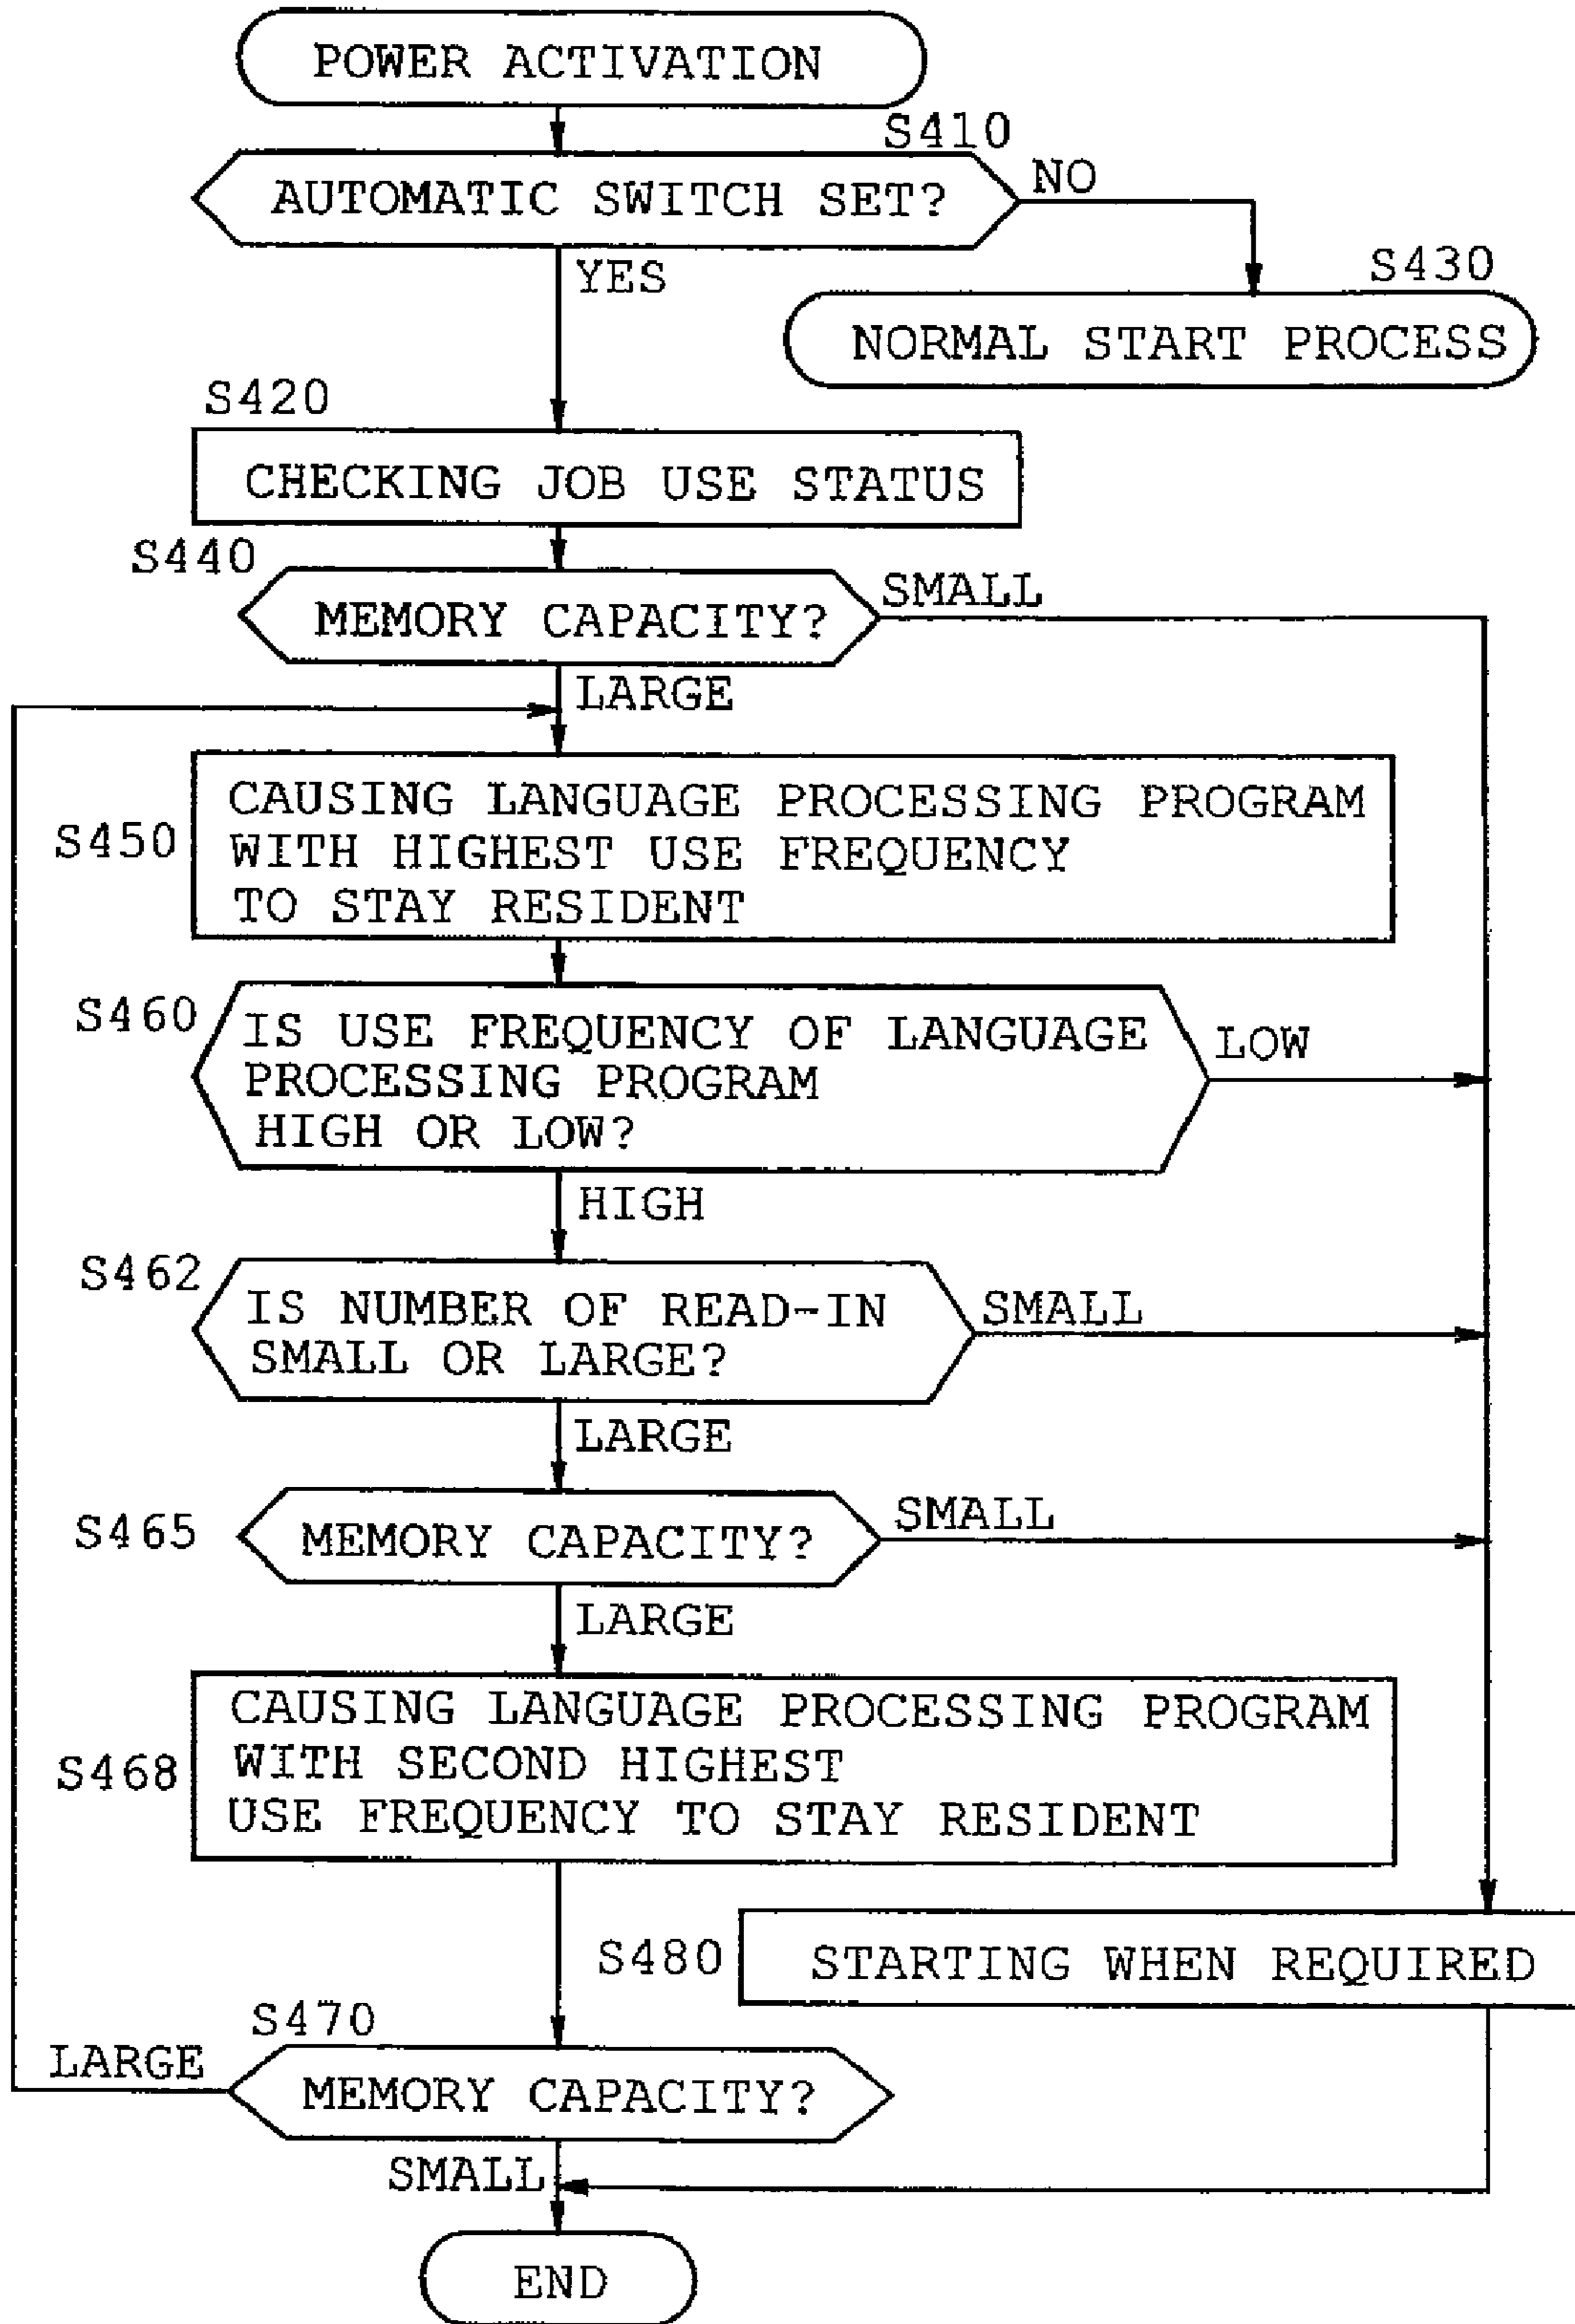 POWER ACTIVATION
S410
AUTOMATIC SWITCH SET?
NO
YES
S430
NORMAL START PROCESS
S420
CHECKING JOB USE STATUS
S440
MEMORY CAPACITY?
SMALL
LARGE
S450
CAUSING LANGUAGE PROCESSING PROGRAM
WITH HIGHEST USE FREQUENCY
TO STAY RESIDENT
S460
IS USE FREQUENCY OF LANGUAGE
PROCESSING PROGRAM
HIGH OR LOW?
LOW
HIGH
S462
IS NUMBER OF READ-IN
SMALL OR LARGE?
SMALL
LARGE
S465
MEMORY CAPACITY?
SMALL
LARGE
S468
CAUSING LANGUAGE PROCESSING PROGRAM
WITH SECOND HIGHEST
USE FREQUENCY TO STAY RESIDENT
S480
STARTING WHEN REQUIRED
S470
LARGE
MEMORY CAPACITY?
SMALL
END